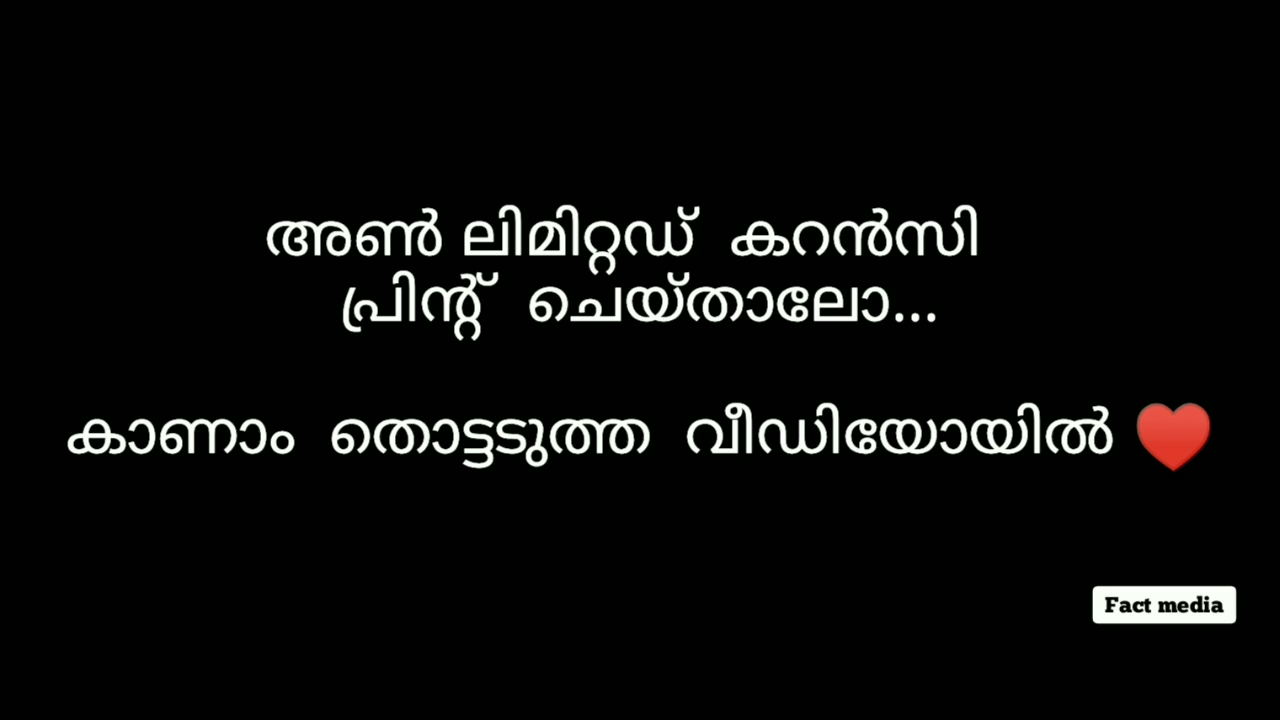 അൺ ലിമിറ്റഡ് കറൻസി
പ്രിന്റ് ചെയ്താലോ...
കാണാം തൊട്ടടുത്ത വീഡിയോയിൽ ♥️
Fact media